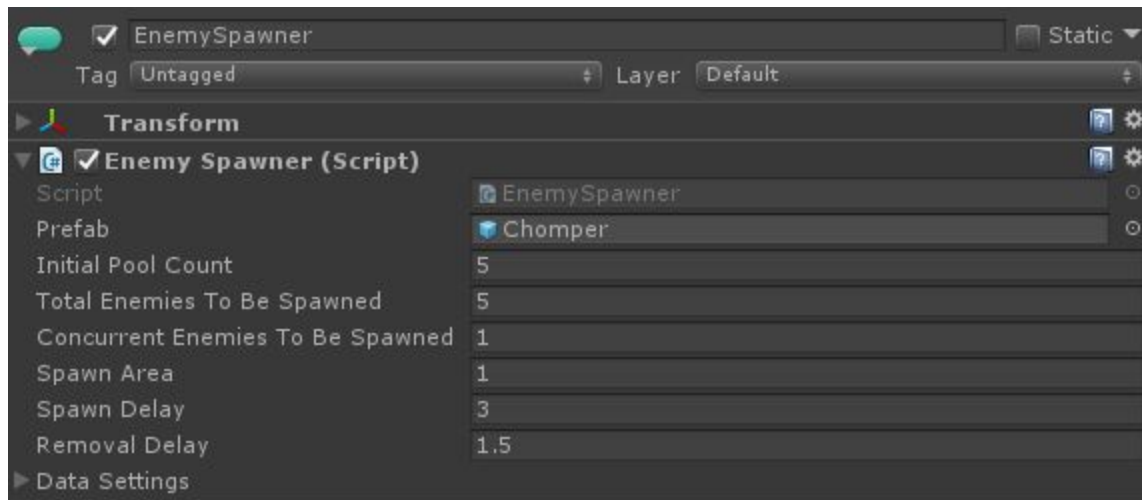 EnemySpawner Static
Tag Untagged Layer Default
Transform
Enemy Spawner (Script)
Script EnemySpawner
Prefab Chomper
Initial Pool Count 5
Total Enemies To Be Spawned 5
Concurrent Enemies To Be Spawned 1
Spawn Area 1
Spawn Delay 3
Removal Delay 1.5
Data Settings